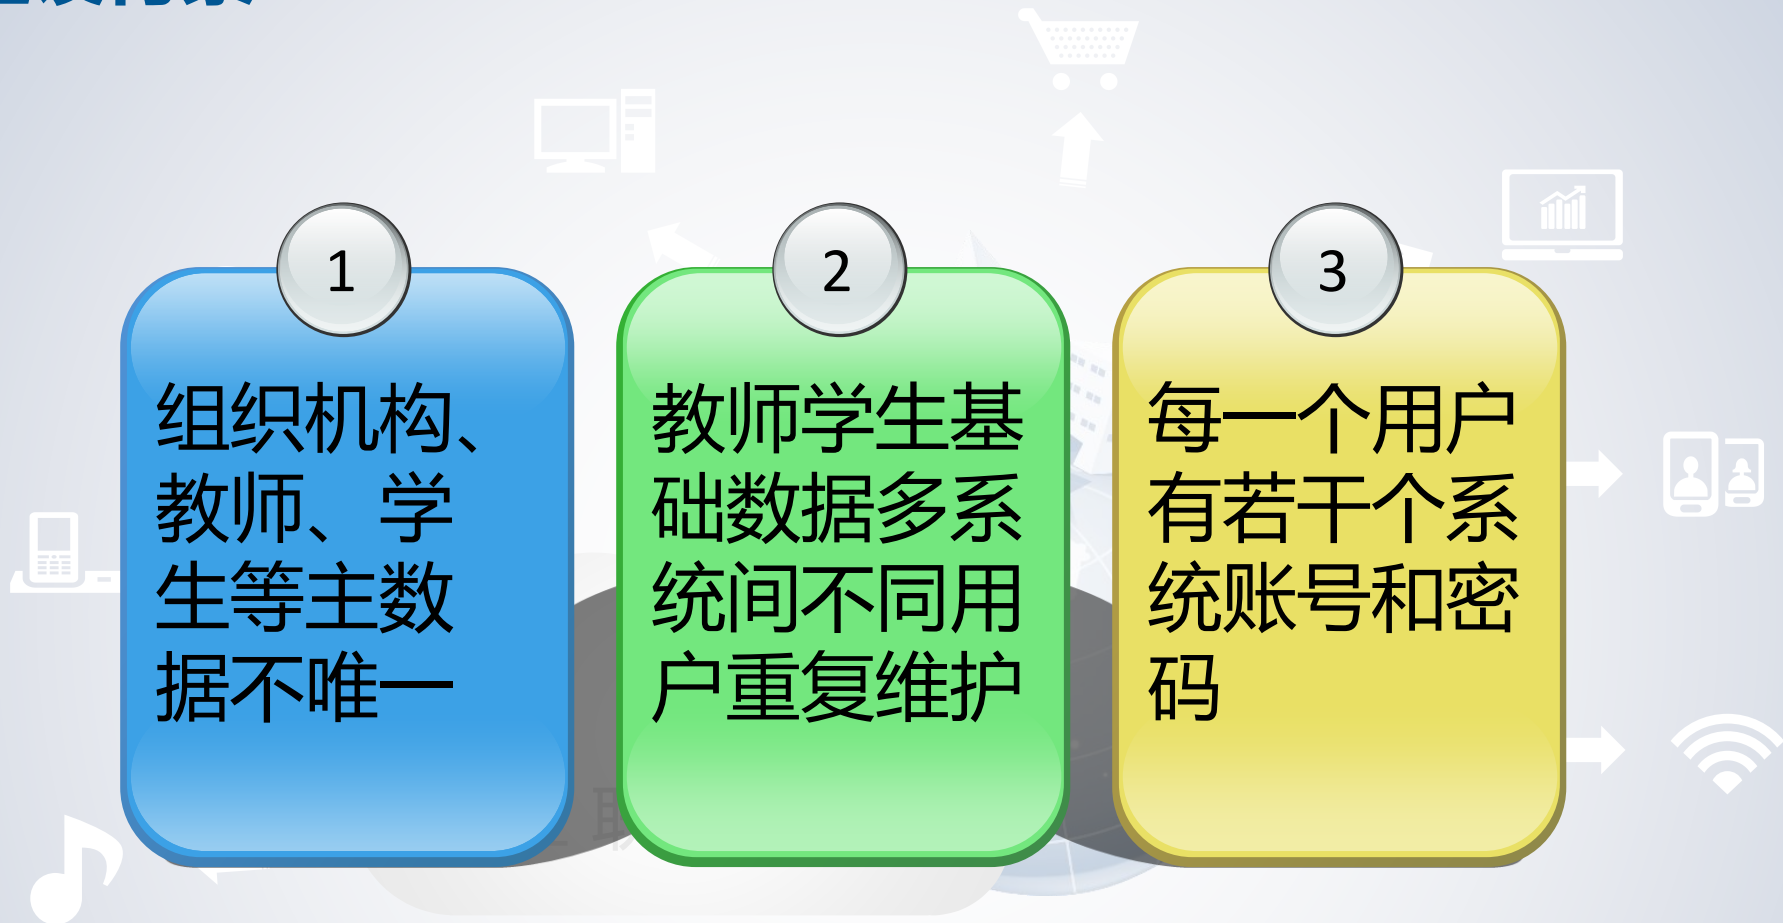 1
组织机构、
教师、学
生等主数
据不唯一
2
教师学生基
础数据多系
统间不同用
户重复维护
3
每一个用户
有若干个系
统账号和密
码